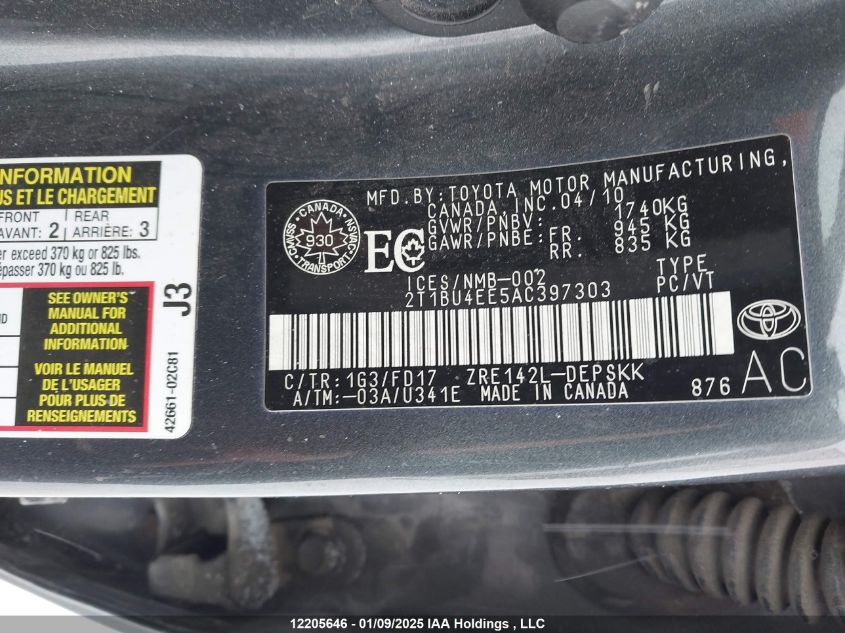 INFORMATION
US ET LE CHARGEMENT
FRONT
AVANT: 2
REAR
ARRIÈRE: 3
er exceed 370 kg or 825 lbs.
épasser 370 kg ou 825 lb.
SEE OWNER'S
MANUAL FOR
ADDITIONAL
INFORMATION
VOIR LE MANUEL
DE L'USAGER
POUR PLUS DE
RENSEIGNEMENTS
J3
42661-02C81
MFD.BY:TOYOTA MOTOR MANUFACTURING,
CANADA, INC.04/10
GVWR/PNBV: 1740KG
GAWR/PNBE:FR. 945 KG
RR. 835 KG
CANADA
930
TRANSPORT
EC
ICES/NMB-002
2T1BU4EE5AC397303
TYPE
PC/VT
C/TR:1G3/FD17 ZRE142L-DEPSKK
A/TM:-03A/U341E MADE IN CANADA
876
AC
12205646 - 01/09/2025 IAA Holdings , LLC